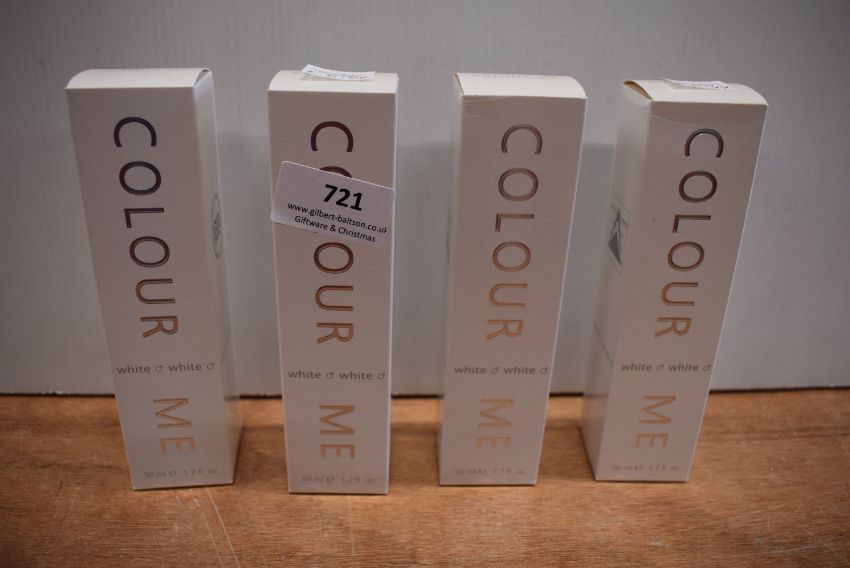 COLOUR
white ♂ white ♂
ME
50 ml ℮ 1.7 fl. oz.
COLOUR
721
www.gilbert-baitson.co.uk
Giftware & Christmas
white ♂ white ♂
ME
50 ml ℮ 1.7 fl. oz.
COLOUR
white ♂ white ♂
ME
50 ml ℮ 1.7 fl. oz.
COLOUR
white ♂ white ♂
ME
50 ml ℮ 1.7 fl. oz.